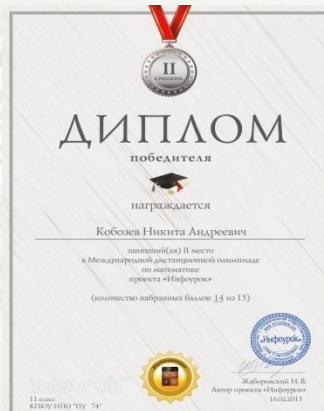 II
СТЕПЕНЬ
ДИПЛОМ
победителя
награждается
Кобозев Никита Андреевич
занявший(ая) II место
в Международной дистанционной олимпиаде
по математике
проекта «Инфоурок»
(количество набранных баллов: 14 из 15)
«Инфоурок»
11 класс
КГБОУ НПО "ПУ 74"
Жаборовский И. В.
Автор проекта «Инфоурок»
16.02.2015